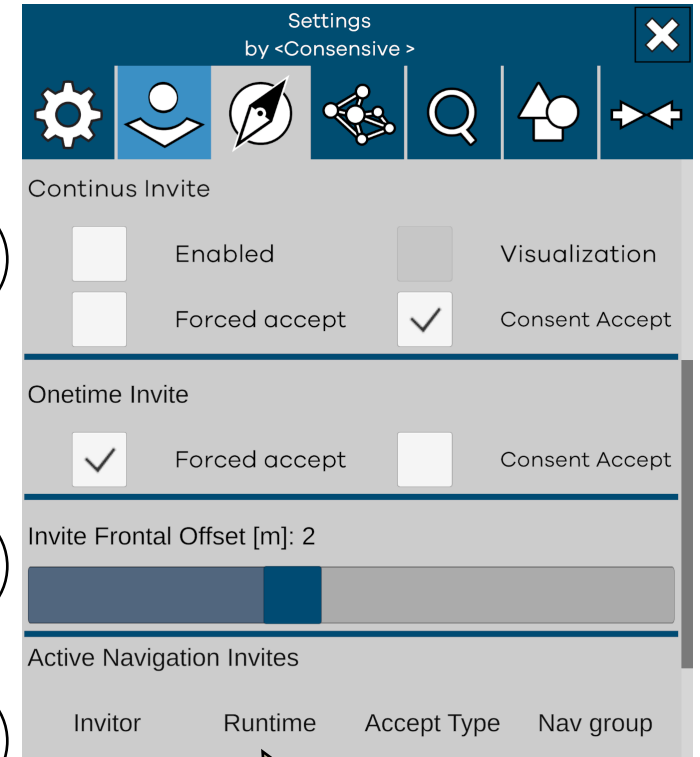 Settings
by <Consensive >
Continus Invite
Enabled Visualization
Forced accept Consent Accept
Onetime Invite
Forced accept Consent Accept
Invite Frontal Offset [m]: 2
Active Navigation Invites
Invitor Runtime Accept Type Nav group